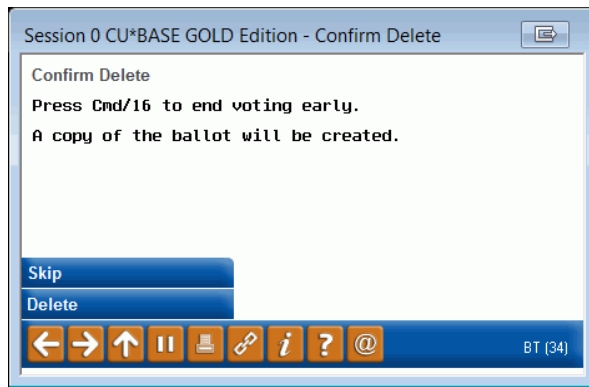 Session 0 CU*BASE GOLD Edition - Confirm Delete
Confirm Delete
Press Cmd/16 to end voting early.
A copy of the ballot will be created.
Skip
Delete
i ? @
BT (34)